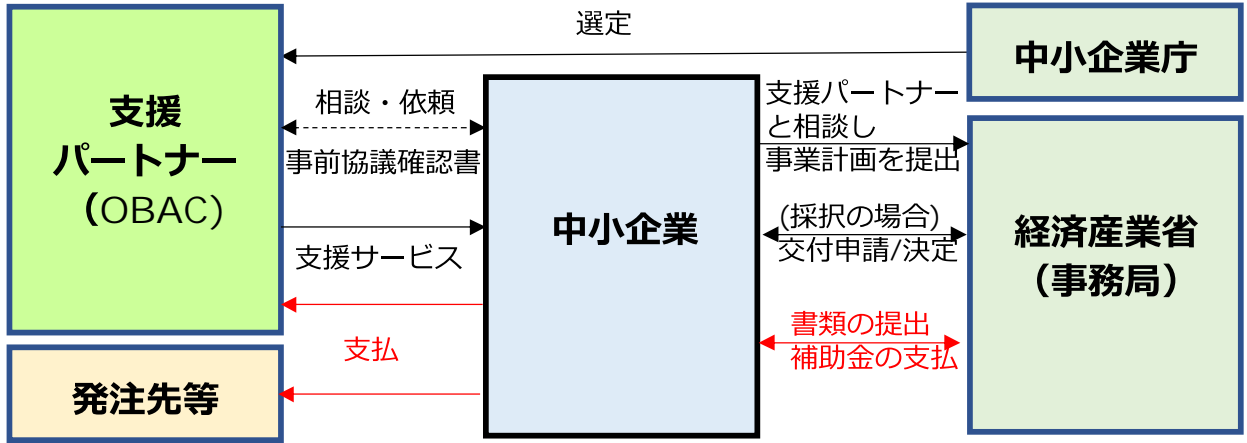 選定
中小企業庁
支援
パートナー
（OBAC）
相談・依頼
事前協議確認書
支援サービス
支払
発注先等
中小企業
支援パートナー
と相談し
事業計画を提出
(採択の場合)
交付申請/決定
書類の提出
補助金の支払
経済産業省
（事務局）